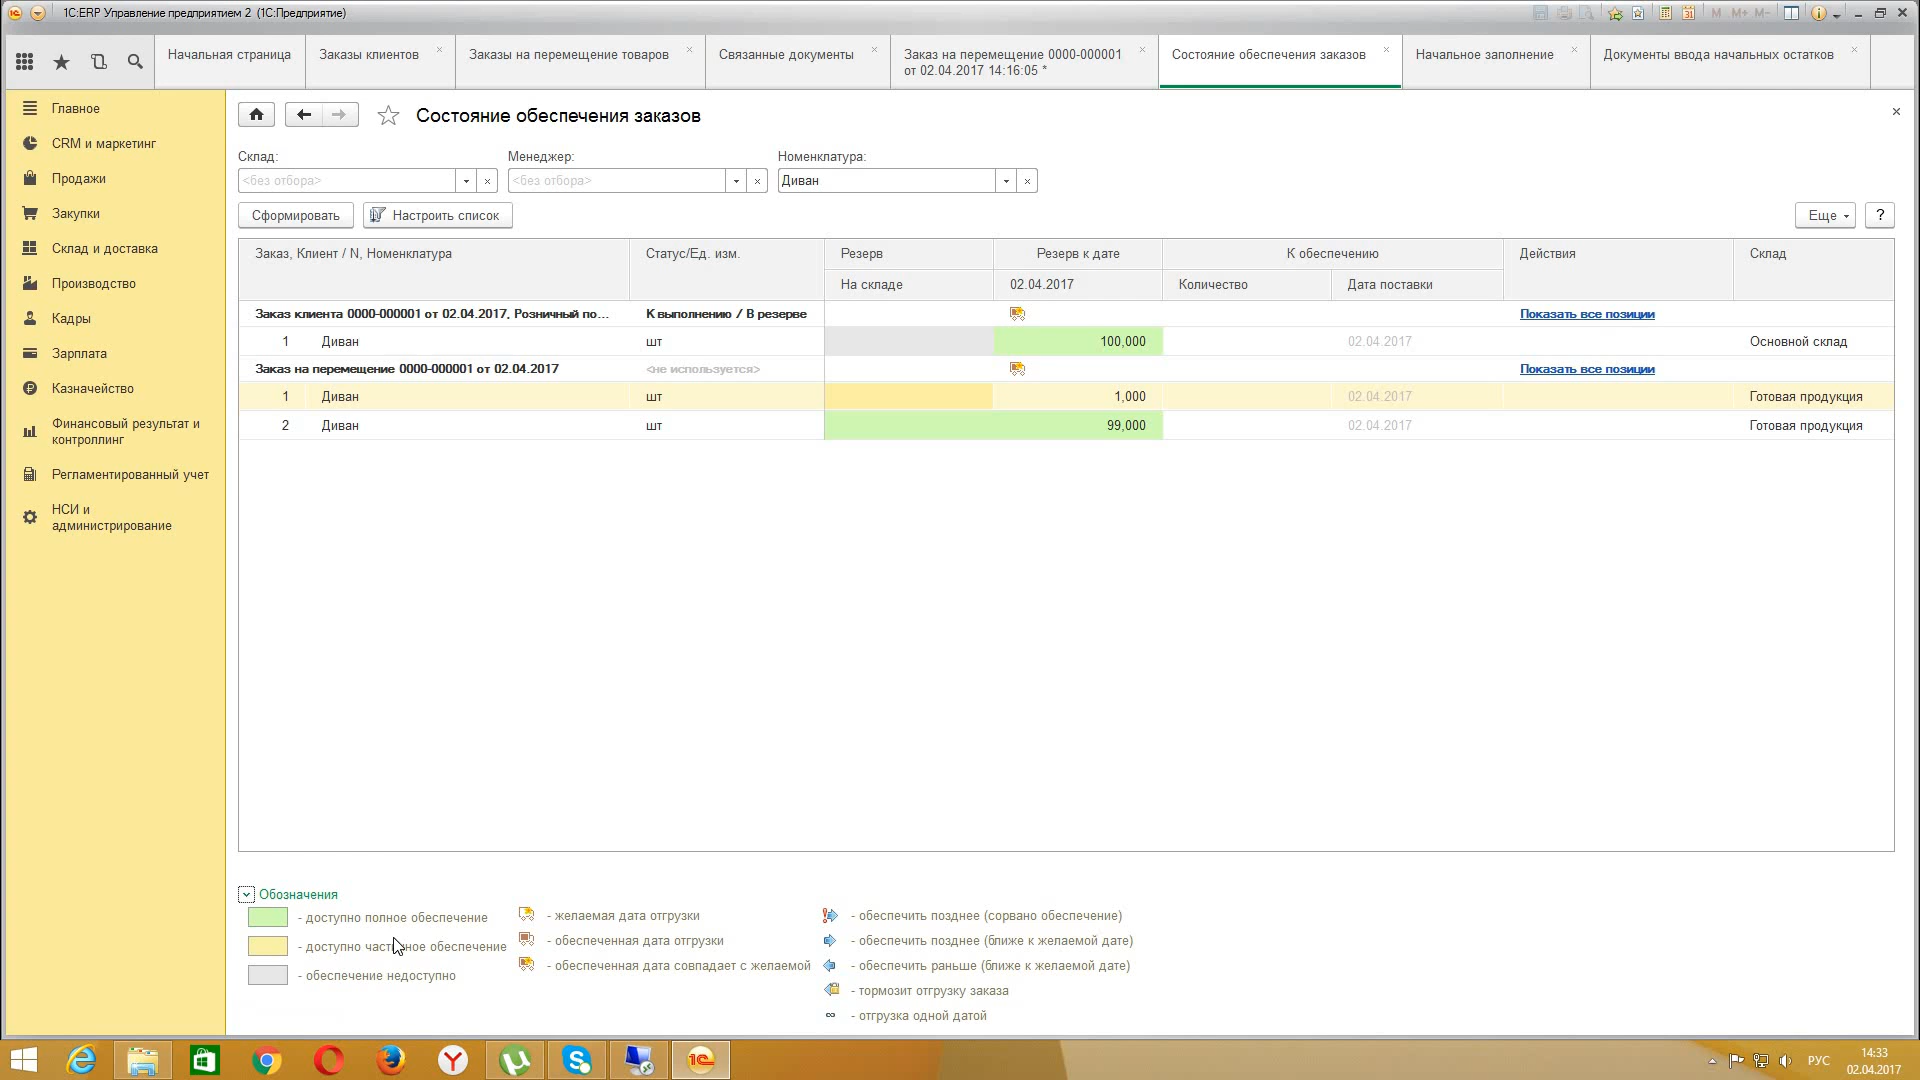 1С:ERP Управление предприятием 2 (1С:Предприятие)
M M+ M-
Начальная страница
Заказы клиентов
Заказы на перемещение товаров
Связанные документы
Заказ на перемещение 0000-000001
от 02.04.2017 14:16:05 *
Состояние обеспечения заказов
Начальное заполнение
Документы ввода начальных остатков
Главное
CRM и маркетинг
Продажи
Закупки
Склад и доставка
Производство
Кадры
Зарплата
Казначейство
Финансовый результат и
контроллинг
Регламентированный учет
НСИ и
администрирование
Состояние обеспечения заказов
Склад:
Менеджер:
Номенклатура:
<без отбора>
<без отбора>
Диван
Сформировать
Настроить список
Еще
?
Заказ, Клиент / N, Номенклатура
Статус/Ед. изм.
Резерв
Резерв к дате
К обеспечению
Действия
Склад
На складе
02.04.2017
Количество
Дата поставки
Заказ клиента 0000-000001 от 02.04.2017, Розничный по...
К выполнению / В резерве
Показать все позиции
1 Диван шт 100,000 02.04.2017 Основной склад
Заказ на перемещение 0000-000001 от 02.04.2017
<не используется>
Показать все позиции
1 Диван шт 1,000 02.04.2017 Готовая продукция
2 Диван шт 99,000 02.04.2017 Готовая продукция
Обозначения
- доступно полное обеспечение
- доступно частичное обеспечение
- обеспечение недоступно
- желаемая дата отгрузки
- обеспеченная дата отгрузки
- обеспеченная дата совпадает с желаемой
- обеспечить позднее (сорвано обеспечение)
- обеспечить позднее (ближе к желаемой дате)
- обеспечить раньше (ближе к желаемой дате)
- тормозит отгрузку заказа
- отгрузка одной датой
РУС
14:33
02.04.2017